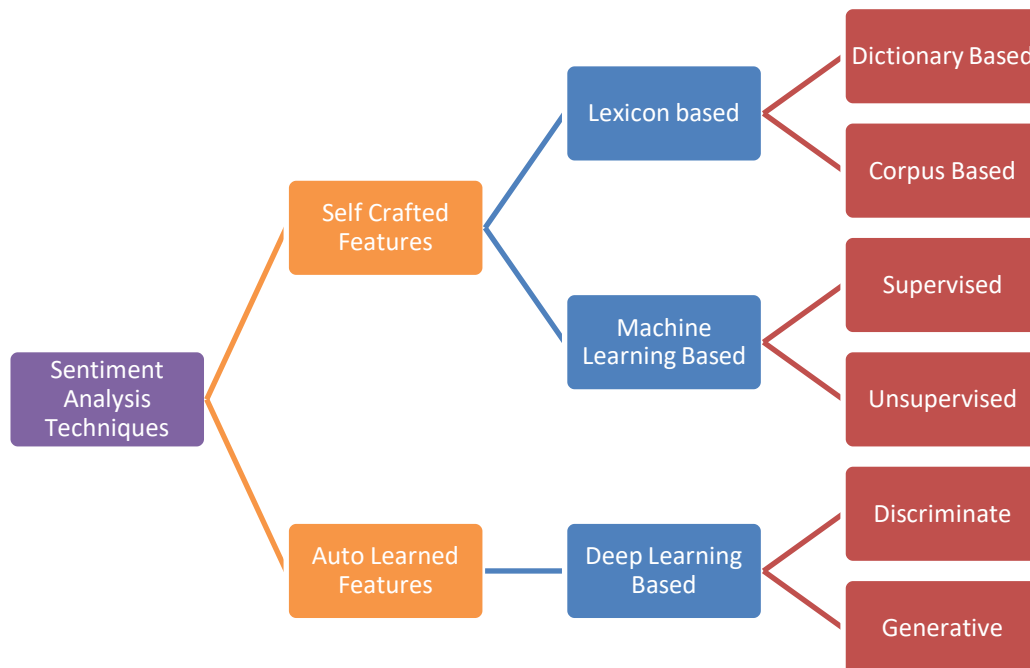 Sentiment
Analysis
Techniques
Self Crafted
Features
Auto Learned
Features
Lexicon based
Machine
Learning Based
Deep Learning
Based
Dictionary Based
Corpus Based
Supervised
Unsupervised
Discriminate
Generative